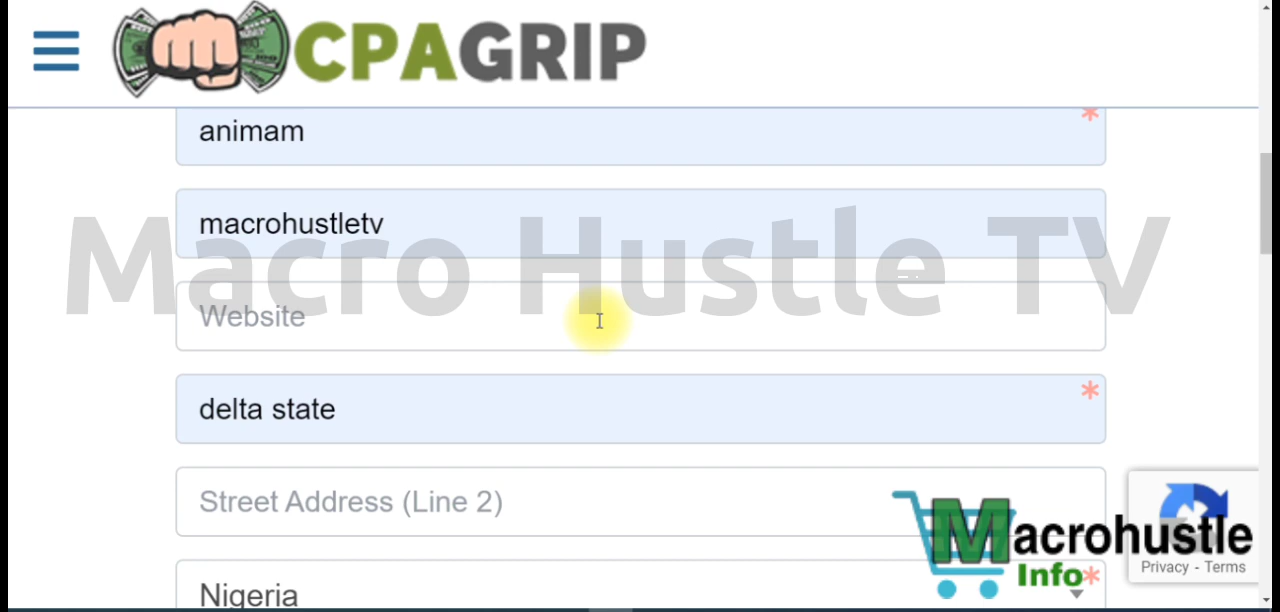 CPAGRIP
animam
*
macrohustletv
Macro Hustle TV
Website
delta state
*
Street Address (Line 2)
Macrohustle
Info*
Privacy - Terms
Nigeria